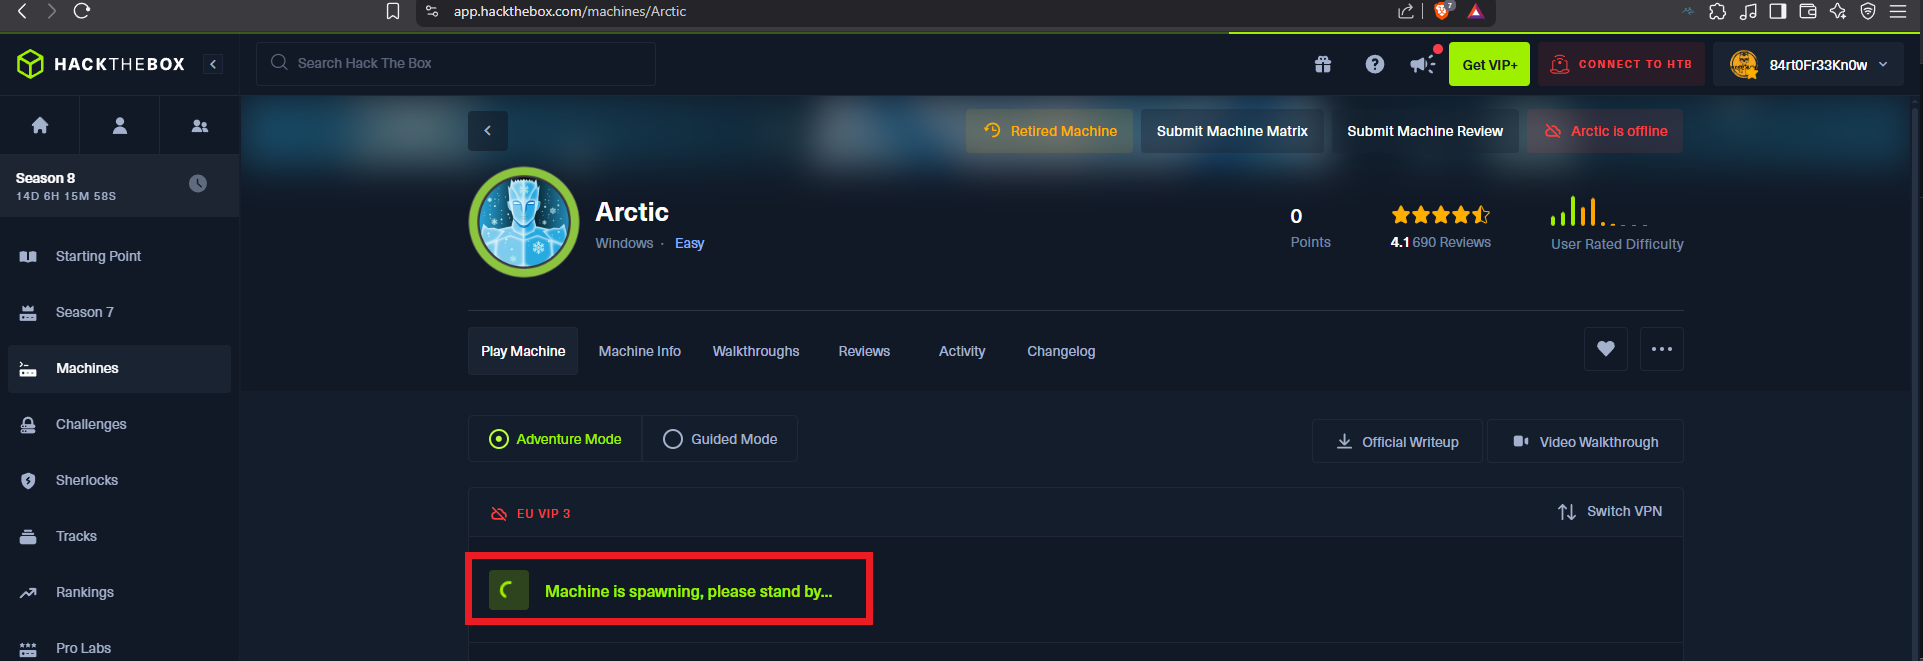 app.hackthebox.com/machines/Arctic
7
HACKTHEBOX
Search Hack The Box
Get VIP+
CONNECT TO HTB
84rt0Fr33Kn0w
Season 8
14D 6H 15M 58S
Retired Machine
Submit Machine Matrix
Submit Machine Review
Arctic is offline
Arctic
Windows · Easy
0
Points
4.1 690 Reviews
User Rated Difficulty
Starting Point
Season 7
Machines
Challenges
Sherlocks
Tracks
Rankings
Pro Labs
Play Machine
Machine Info
Walkthroughs
Reviews
Activity
Changelog
Adventure Mode
Guided Mode
Official Writeup
Video Walkthrough
EU VIP 3
Switch VPN
Machine is spawning, please stand by...